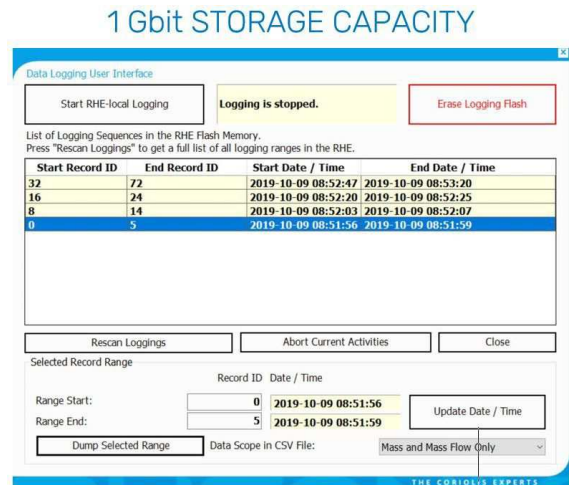 1 Gbit STORAGE CAPACITY
Data Logging User Interface
Start RHE-local Logging Logging is stopped. Erase Logging Flash
List of Logging Sequences in the RHE Flash Memory.
Press "Rescan Loggings" to get a full list of all logging ranges in the RHE.
Start Record ID End Record ID Start Date / Time End Date / Time
32 72 2019-10-09 08:52:47 2019-10-09 08:53:20
16 24 2019-10-09 08:52:20 2019-10-09 08:52:25
8 14 2019-10-09 08:52:03 2019-10-09 08:52:07
0 5 2019-10-09 08:51:56 2019-10-09 08:51:59
Rescan Loggings Abort Current Activities Close
Selected Record Range
Record ID Date / Time
Range Start: 0 2019-10-09 08:51:56
Update Date / Time
Range End: 5 2019-10-09 08:51:59
Dump Selected Range Data Scope in CSV File: Mass and Mass Flow Only
THE CORIOLIS EXPERTS